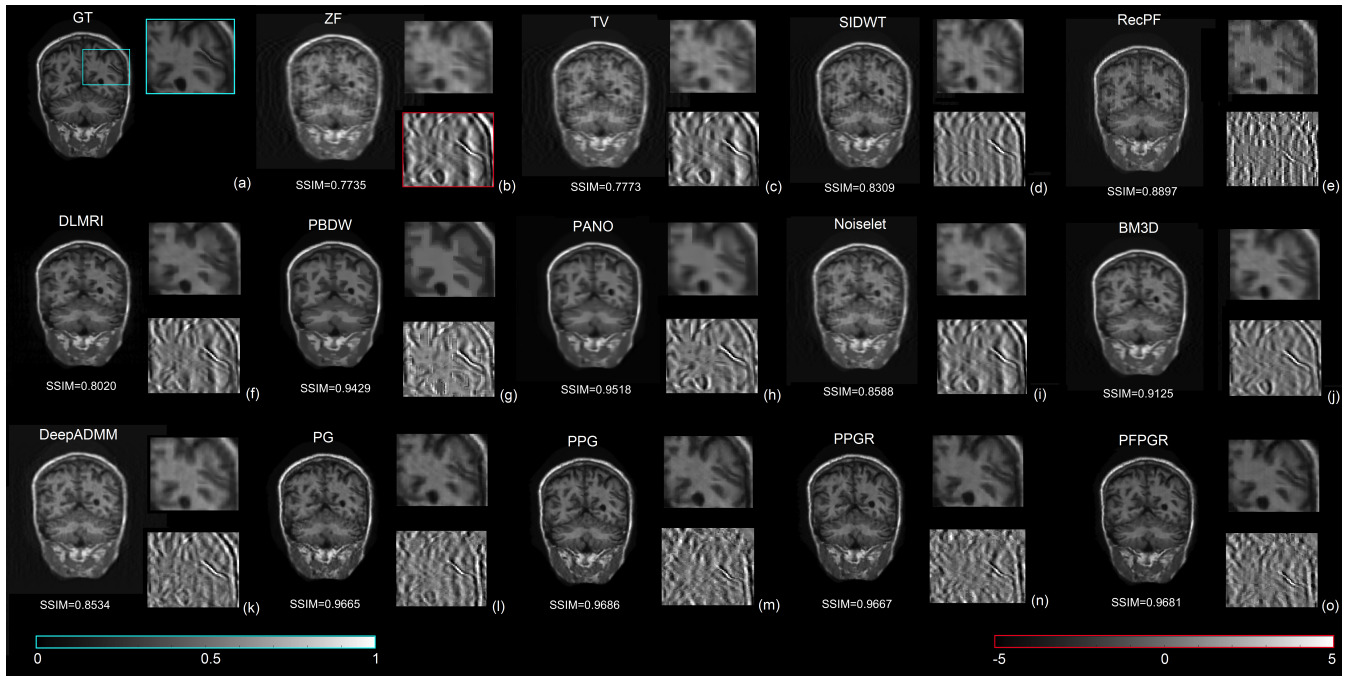 GT
ZF
TV
SIDWT
RecPF
(a)
SSIM=0.7735
(b)
SSIM=0.7773
(c)
SSIM=0.8309
(d)
SSIM=0.8897
(e)
DLMRI
PBDW
PANO
Noiselet
BM3D
SSIM=0.8020
(f)
SSIM=0.9429
(g)
SSIM=0.9518
(h)
SSIM=0.8588
(i)
SSIM=0.9125
(j)
DeepADMM
PG
PPG
PPGR
PFPGR
SSIM=0.8534
(k)
SSIM=0.9665
(l)
SSIM=0.9686
(m)
SSIM=0.9667
(n)
SSIM=0.9681
(o)
0 0.5 1
-5 0 5